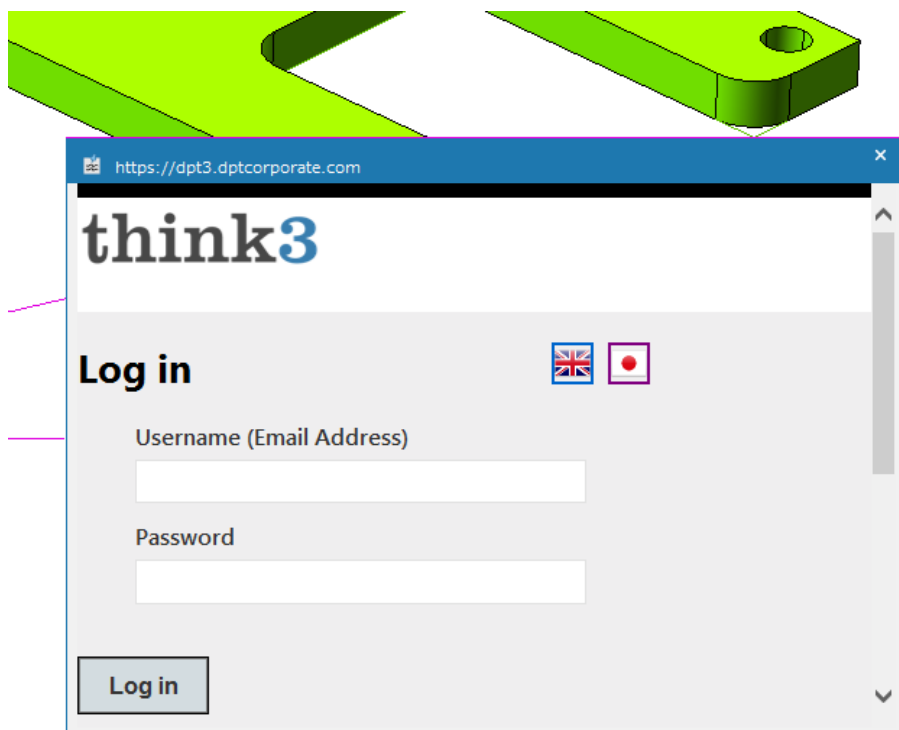 https://dpt3.dptcorporate.com
think3
Log in
Username (Email Address)
Password
Log in